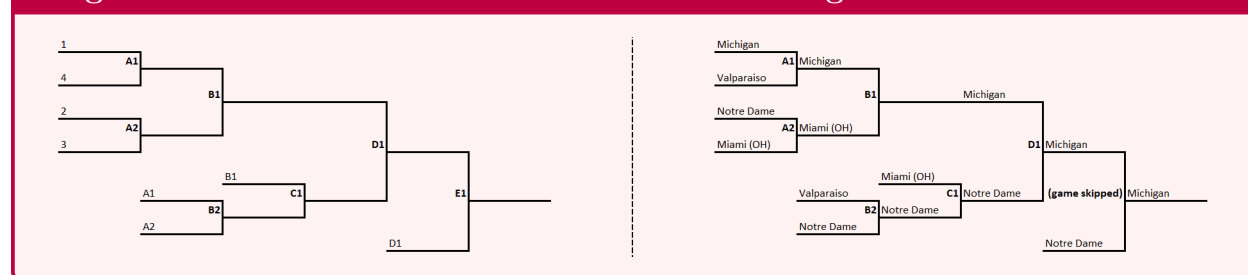 1
A1
4
B1
2
A2
3
D1
B1
A1
C1
E1
B2
A2
D1
Michigan
A1 Michigan
Valparaiso
B1 Michigan
Notre Dame
A2 Miami (OH)
Miami (OH)
D1 Michigan
Miami (OH)
Valparaiso
C1 Notre Dame
(game skipped) Michigan
B2 Notre Dame
Notre Dame
Notre Dame